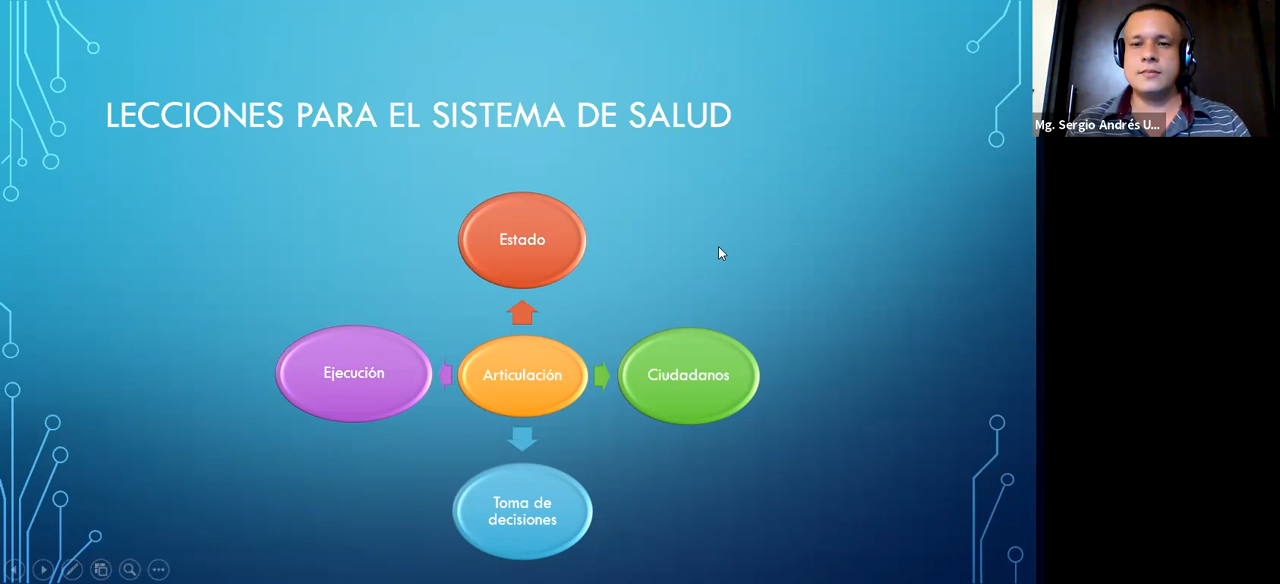 LECCIONES PARA EL SISTEMA DE SALUD
Mg. Sergio Andrés U...
Estado
Ejecución
Articulación
Ciudadanos
Toma de
decisiones